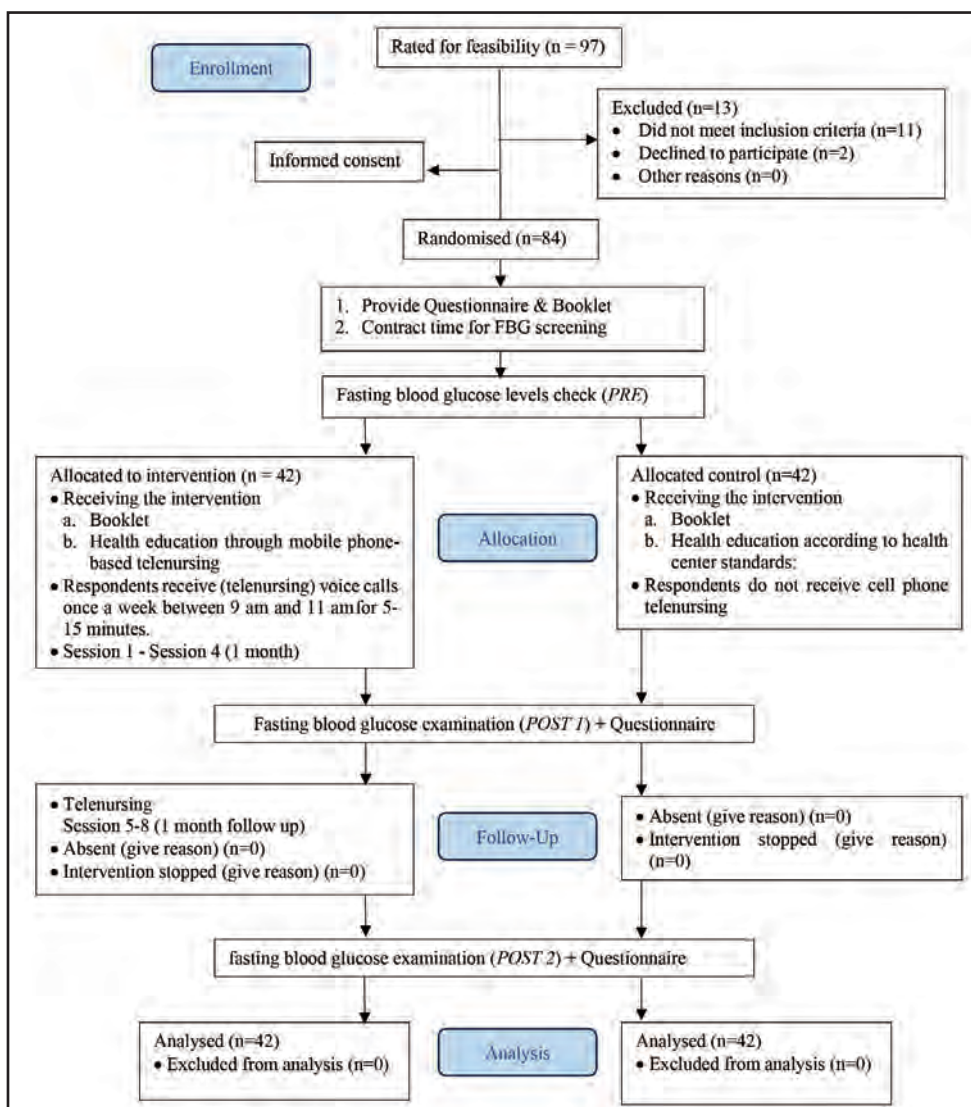 Rated for feasibility (n = 97)
Enrollment
Excluded (n=13)
• Did not meet inclusion criteria (n=11)
• Declined to participate (n=2)
• Other reasons (n=0)
Informed consent
Randomised (n=84)
1. Provide Questionnaire & Booklet
2. Contract time for FBG screening
Fasting blood glucose levels check (PRE)
Allocated to intervention (n = 42)
• Receiving the intervention
a. Booklet
b. Health education through mobile phone-
based telenursing
• Respondents receive (telenursing) voice calls
once a week between 9 am and 11 am for 5-
15 minutes.
• Session 1 - Session 4 (1 month)
Allocation
Allocated control (n=42)
• Receiving the intervention
a. Booklet
b. Health education according to health
center standards:
• Respondents do not receive cell phone
telenursing
Fasting blood glucose examination (POST 1) + Questionnaire
• Telenursing
Session 5-8 (1 month follow up)
• Absent (give reason) (n=0)
• Intervention stopped (give reason) (n=0)
Follow-Up
• Absent (give reason) (n=0)
• Intervention stopped (give reason)
(n=0)
fasting blood glucose examination (POST 2) + Questionnaire
Analysed (n=42)
• Excluded from analysis (n=0)
Analysis
Analysed (n=42)
• Excluded from analysis (n=0)